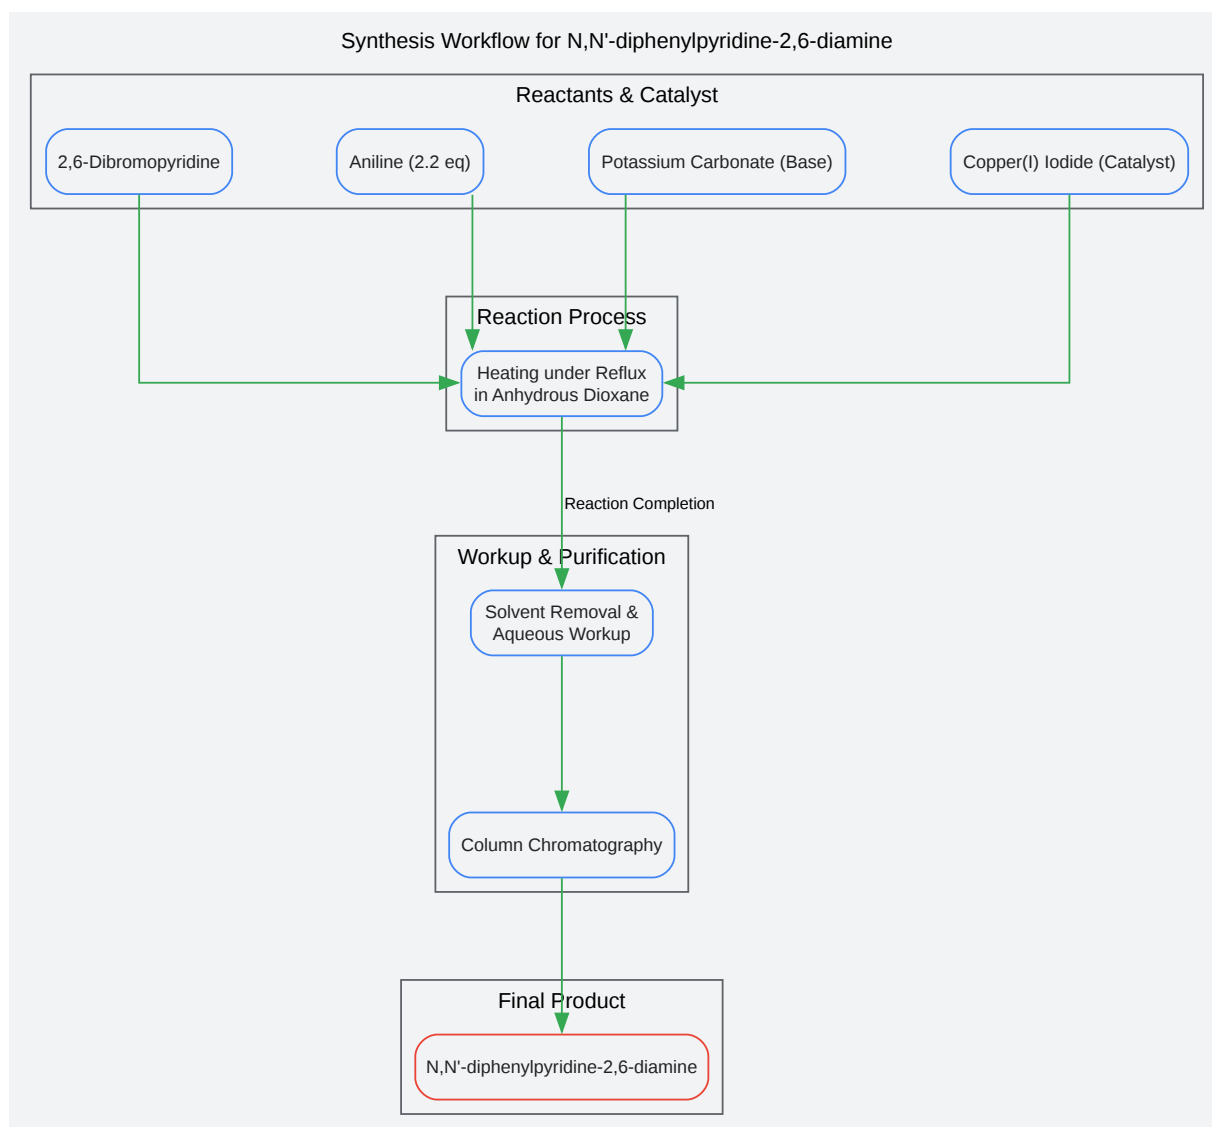 Synthesis Workflow for N,N'-diphenylpyridine-2,6-diamine
Reactants & Catalyst
2,6-Dibromopyridine
Aniline (2.2 eq)
Potassium Carbonate (Base)
Copper(I) Iodide (Catalyst)
Reaction Process
Heating under Reflux
in Anhydrous Dioxane
Reaction Completion
Workup & Purification
Solvent Removal &
Aqueous Workup
Column Chromatography
Final Product
N,N'-diphenylpyridine-2,6-diamine